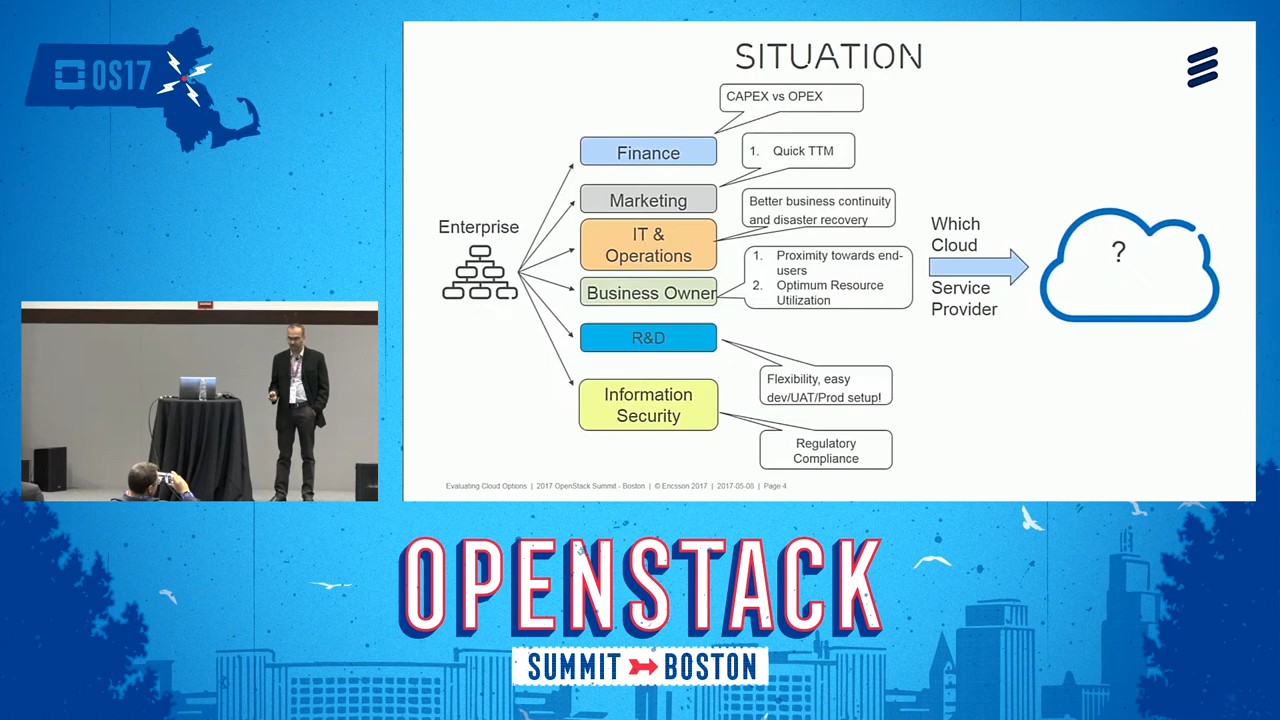 OS17
SITUATION
CAPEX vs OPEX
Finance
1. Quick TTM
Marketing
Better business continuity
and disaster recovery
IT &
Operations
Enterprise
1. Proximity towards end-
users
2. Optimum Resource
Utilization
Business Owner
Which
Cloud
Service
Provider
?
R&D
Flexibility, easy
dev/UAT/Prod setup!
Information
Security
Regulatory
Compliance
Evaluating Cloud Options | 2017 OpenStack Summit - Boston | © Ericsson 2017 | 2017-05-08 | Page 4
OPENSTACK
SUMMIT BOSTON